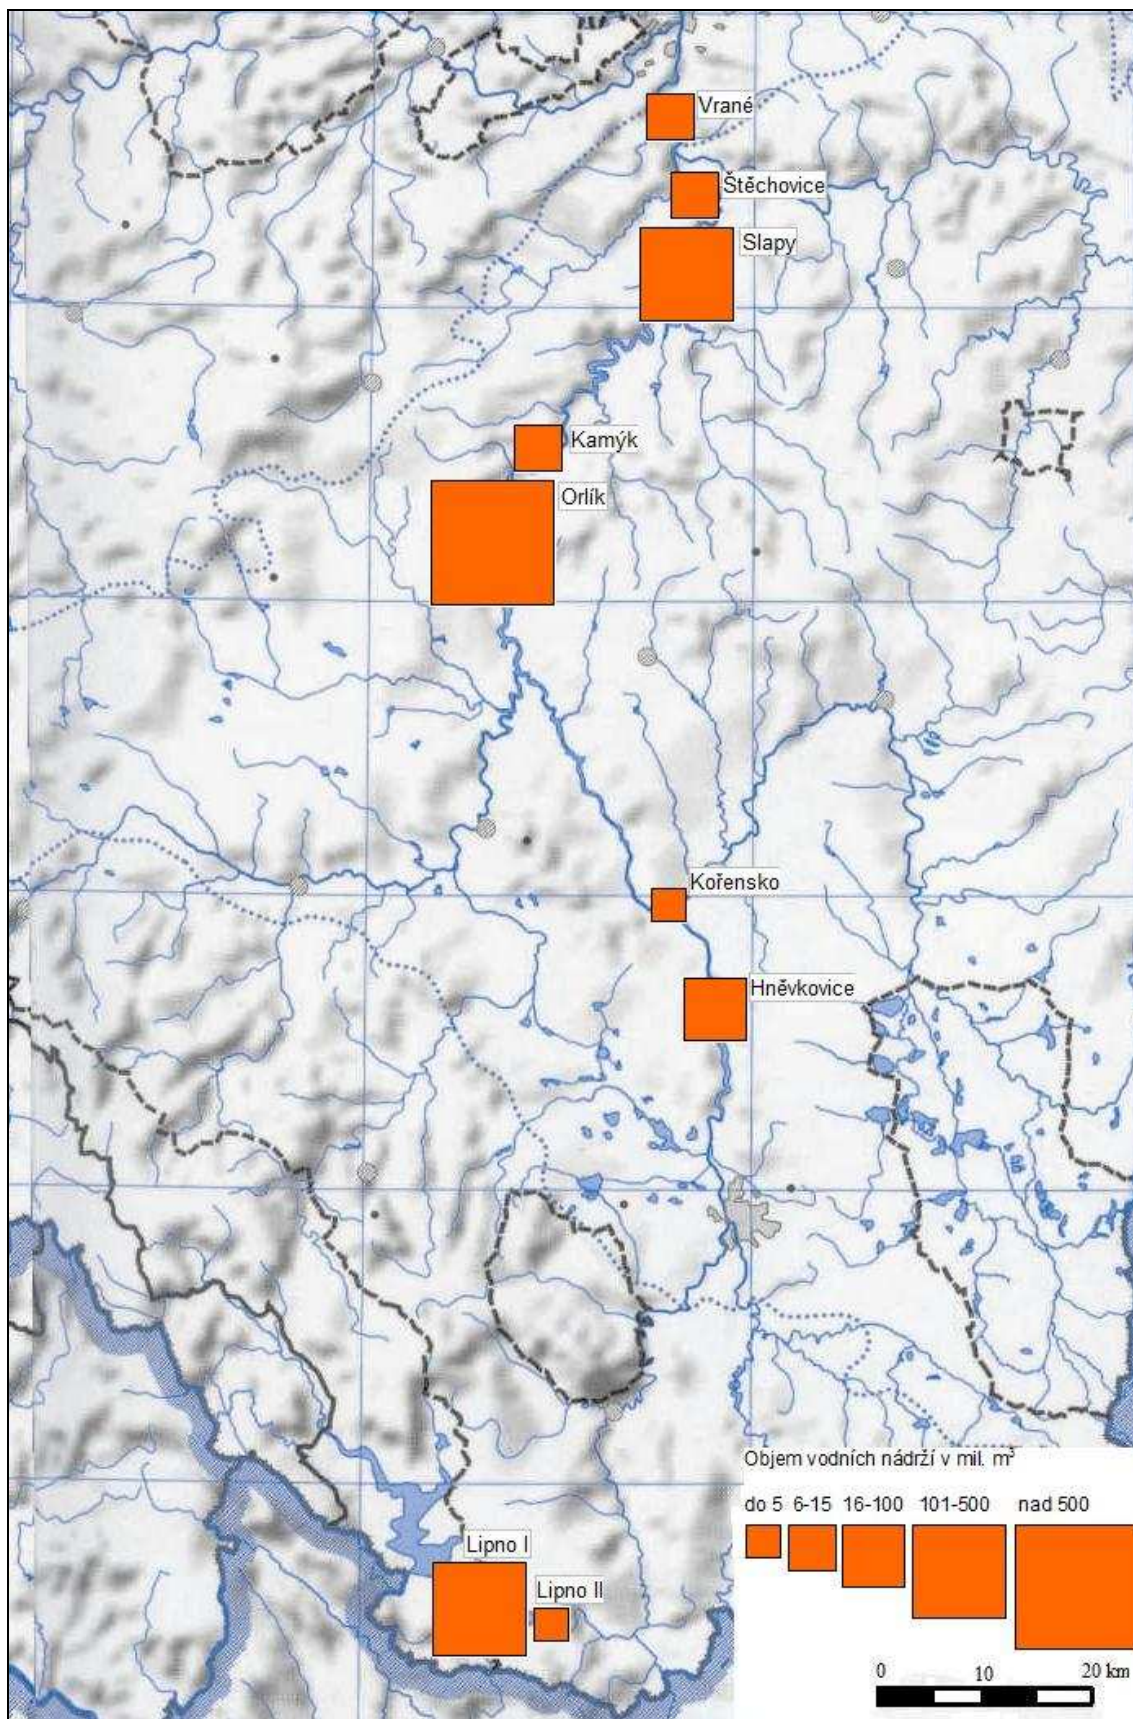 Vrané
Štěchovice
Slapy
Kamýk
Orlík
Kořensko
Hněvkovice
Objem vodních nádrží v mil. m³
do 5 6-15 16-100 101-500 nad 500
Lipno I
Lipno II
0 10 20 km